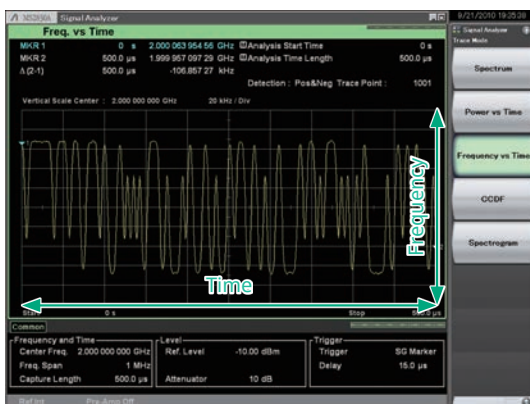 MS2690A Signal Analyzer
9/21/2010 19:25:28
Freq. vs Time
MKR 1 0 s 2.000 063 954 56 GHz Analysis Start Time 0 s
MKR 2 500.0 µs 1.999 957 097 29 GHz Analysis Time Length 500.0 µs
Δ (2-1) 500.0 µs -106.857 27 kHz
Detection : Pos&Neg Trace Point : 1001
Vertical Scale Center : 2.000 000 000 GHz 20 kHz / Div
1
2
Frequency
Time
Start 0 s Stop 500.0 µs
Common
Frequency and Time
Center Freq. 2.000 000 000 GHz
Freq. Span 1 MHz
Capture Length 500.0 µs
Level
Ref. Level -10.00 dBm
Attenuator 10 dB
Trigger
Trigger SG Marker
Delay 15.0 µs
Ref.Int Pre-Amp Off
Signal Analyzer
Trace Mode
Spectrum
Power vs Time
Frequency vs Time
CCDF
Spectrogram